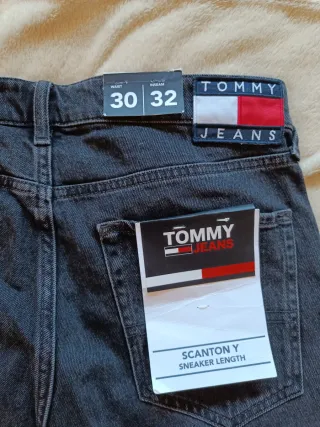 WAIST
30
INSEAM
32
TOMMY
JEANS
TOMMY
JEANS
SCANTON Y
SNEAKER LENGTH